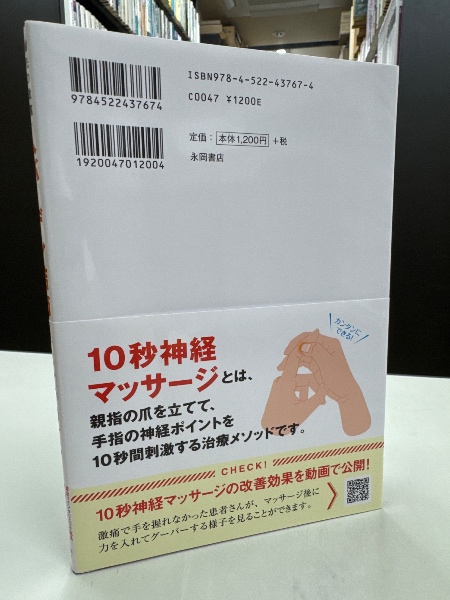 ISBN978-4-522-43767-4
C0047 ¥1200E
9784522437674
定価：本体1,200円 +税
永岡書店
1920047012004
カンタンに
できる！
10秒神経
マッサージとは、
親指の爪を立てて、
手指の神経ポイントを
10秒間刺激する治療メソッドです。
CHECK!
10秒神経マッサージの改善効果を動画で公開！
激痛で手を握れなかった患者さんが、マッサージ後に
力を入れてグーパーする様子を見ることができます。